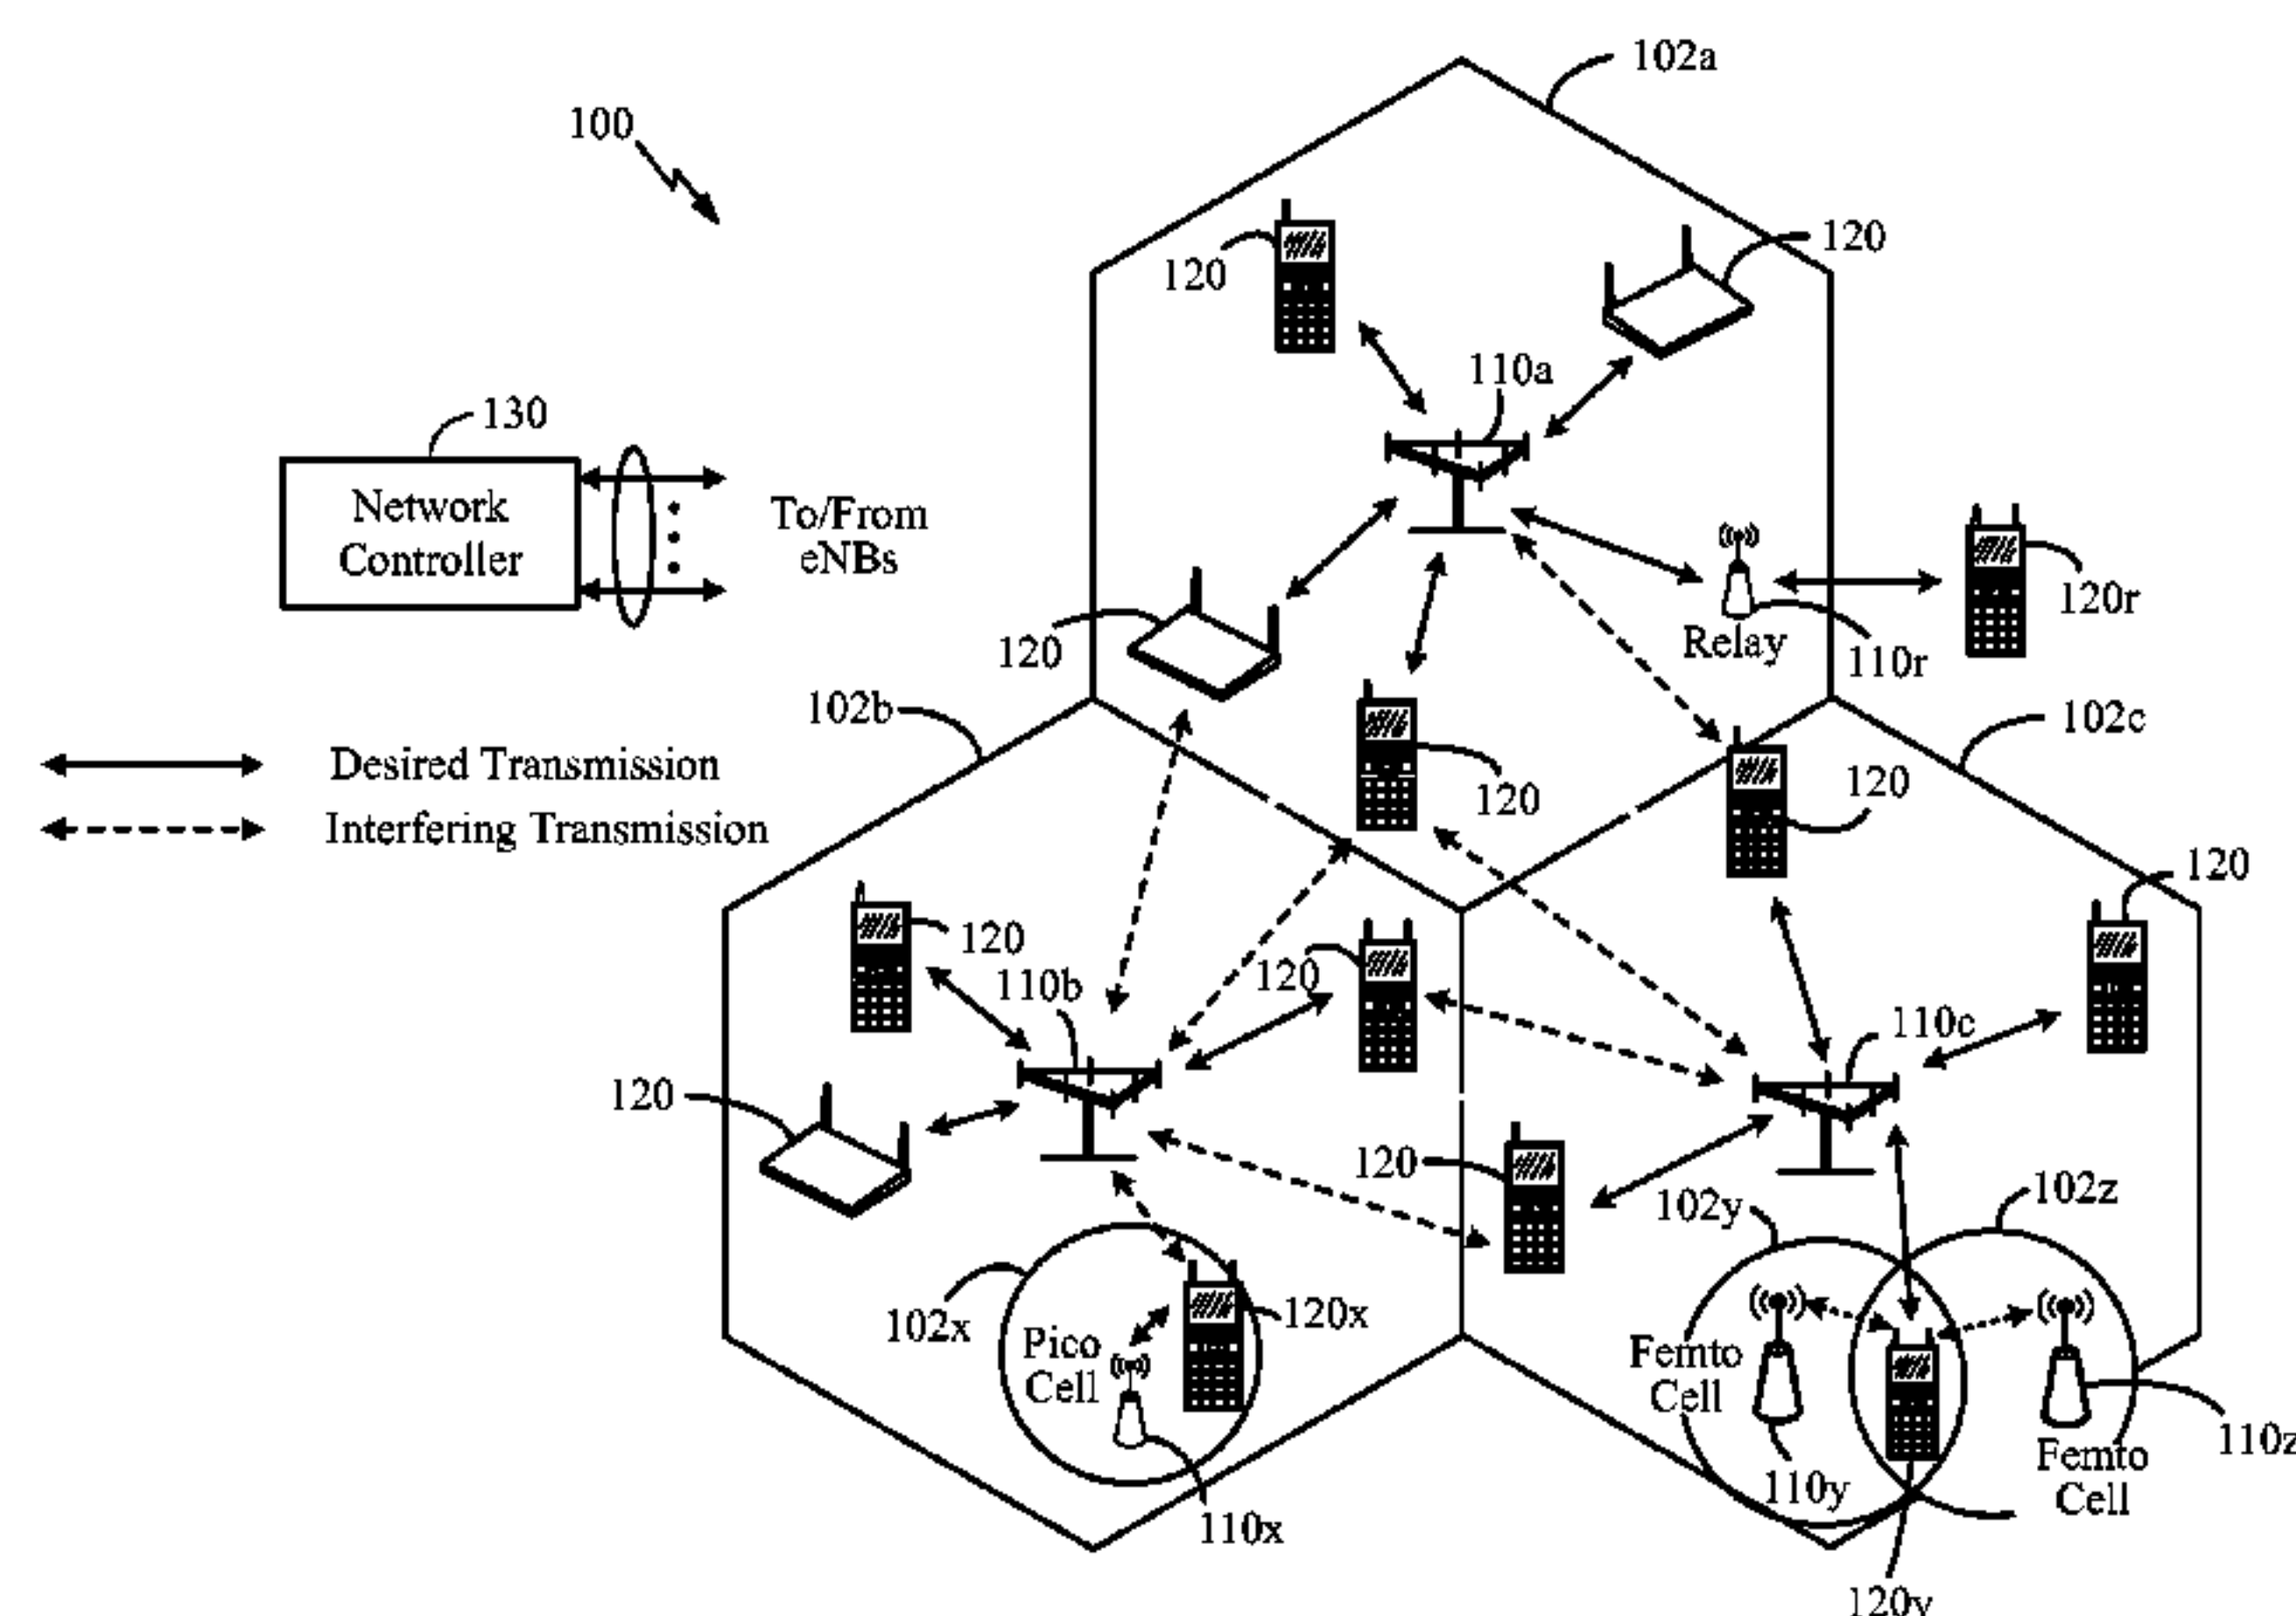 102a
100
120
120
110a
130
Network
Controller
To/From
eNBs
120r
Relay
110r
120
102b
102c
Desired Transmission
Interfering Transmission
120
120
120
120
120
110b
110c
120
120
102y
102z
102x
Pico
Cell
120x
Femto
Cell
110y
110z
Femto
Cell
110x
120y